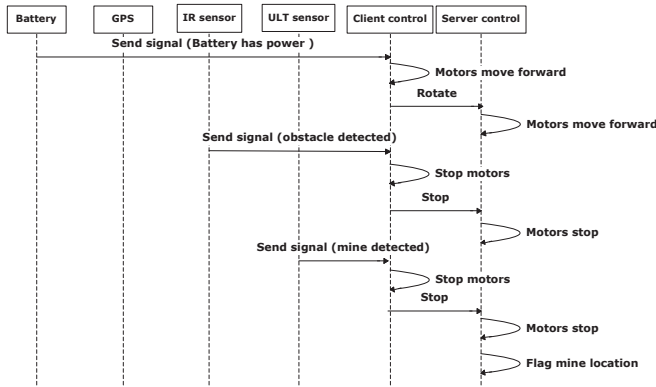 Battery
GPS
IR sensor
ULT sensor
Client control
Server control
Send signal (Battery has power )
Motors move forward
Rotate
Motors move forward
Send signal (obstacle detected)
Stop motors
Stop
Motors stop
Send signal (mine detected)
Stop motors
Stop
Motors stop
Flag mine location